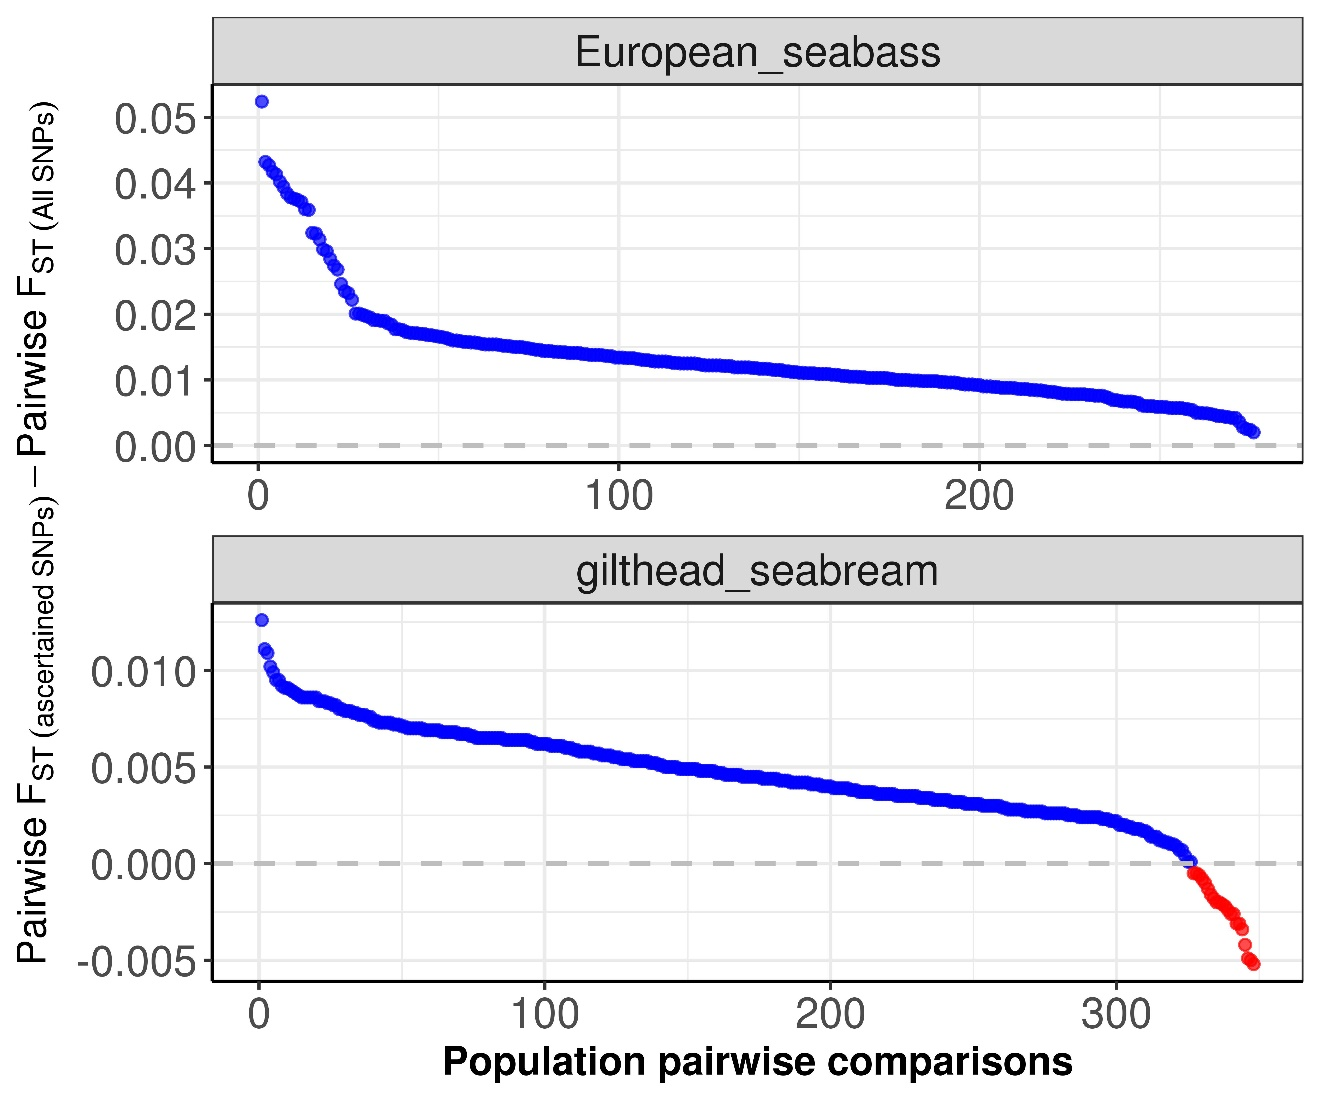 European_seabass
0.05
0.04
0.03
0.02
0.01
0.00
0 100 200
gilthead_seabream
0.010
0.005
0.000
-0.005
0 100 200 300
Population pairwise comparisons
Pairwise FST (ascertained SNPs) – Pairwise FST (All SNPs)